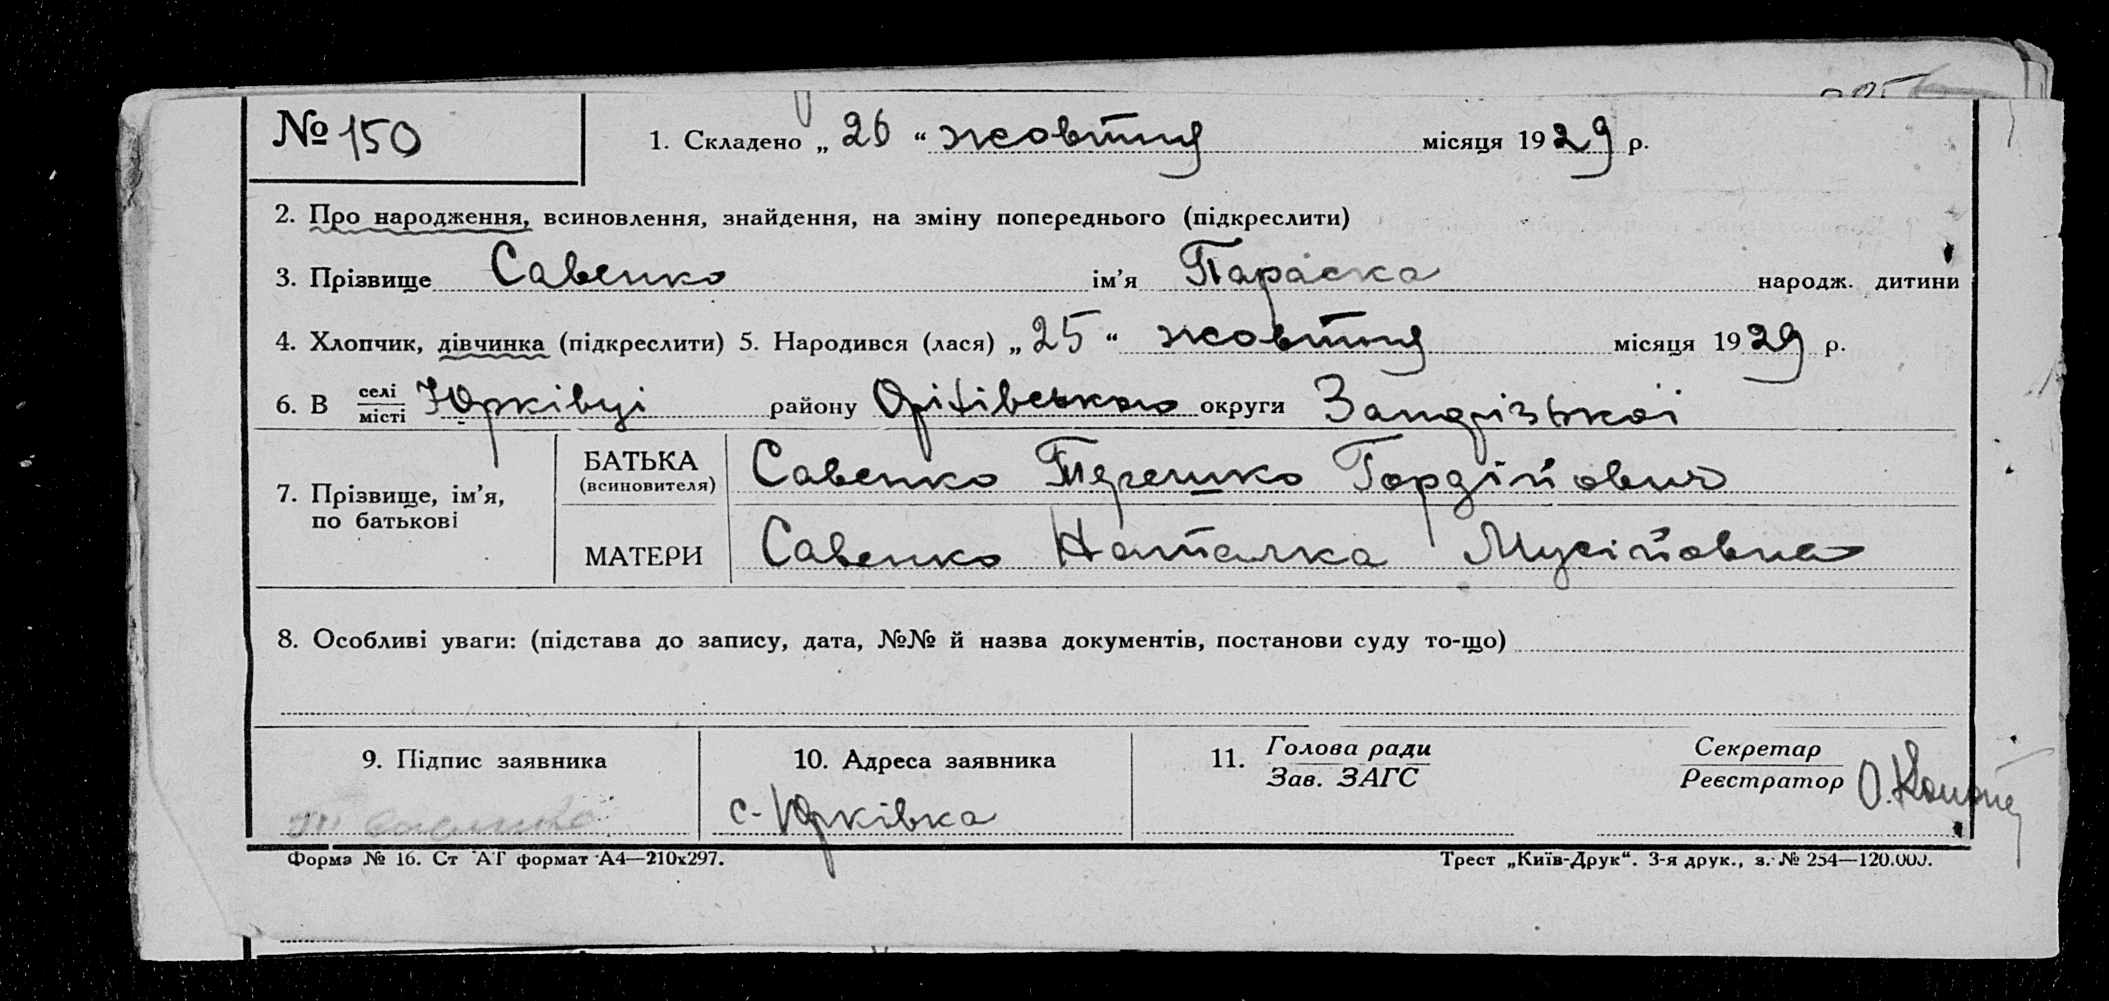 № 150
1. Складено „ 26 “ жовтня місяця 1929 р.
2. Про народження, всиновлення, знайдення, на зміну попереднього (підкреслити)
3. Прізвище Савенко ім’я Параска народж. дитини
4. Хлопчик, дівчинка (підкреслити) 5. Народився (лася) „ 25 “ жовтня місяця 1929 р.
6. В селі Юрківці району Оріхівського округи Запорізької
місті
БАТЬКА Савенко Терешко Гордійович
(всиновителя)
7. Прізвище, ім’я,
по батькові
МАТЕРИ Савенко Наталка Мусійовна
8. Особливі уваги: (підстава до запису, дата, №№ й назва документів, постанови суду то-що)
9. Підпис заявника 10. Адреса заявника 11. Голова ради Секретар
Зав. ЗАГС Реєстратор
с. Юрківка
Форма № 16. Ст АТ формат А4—210х297. Трест „Київ-Друк“. 3-я друк., з. № 254—120.000.